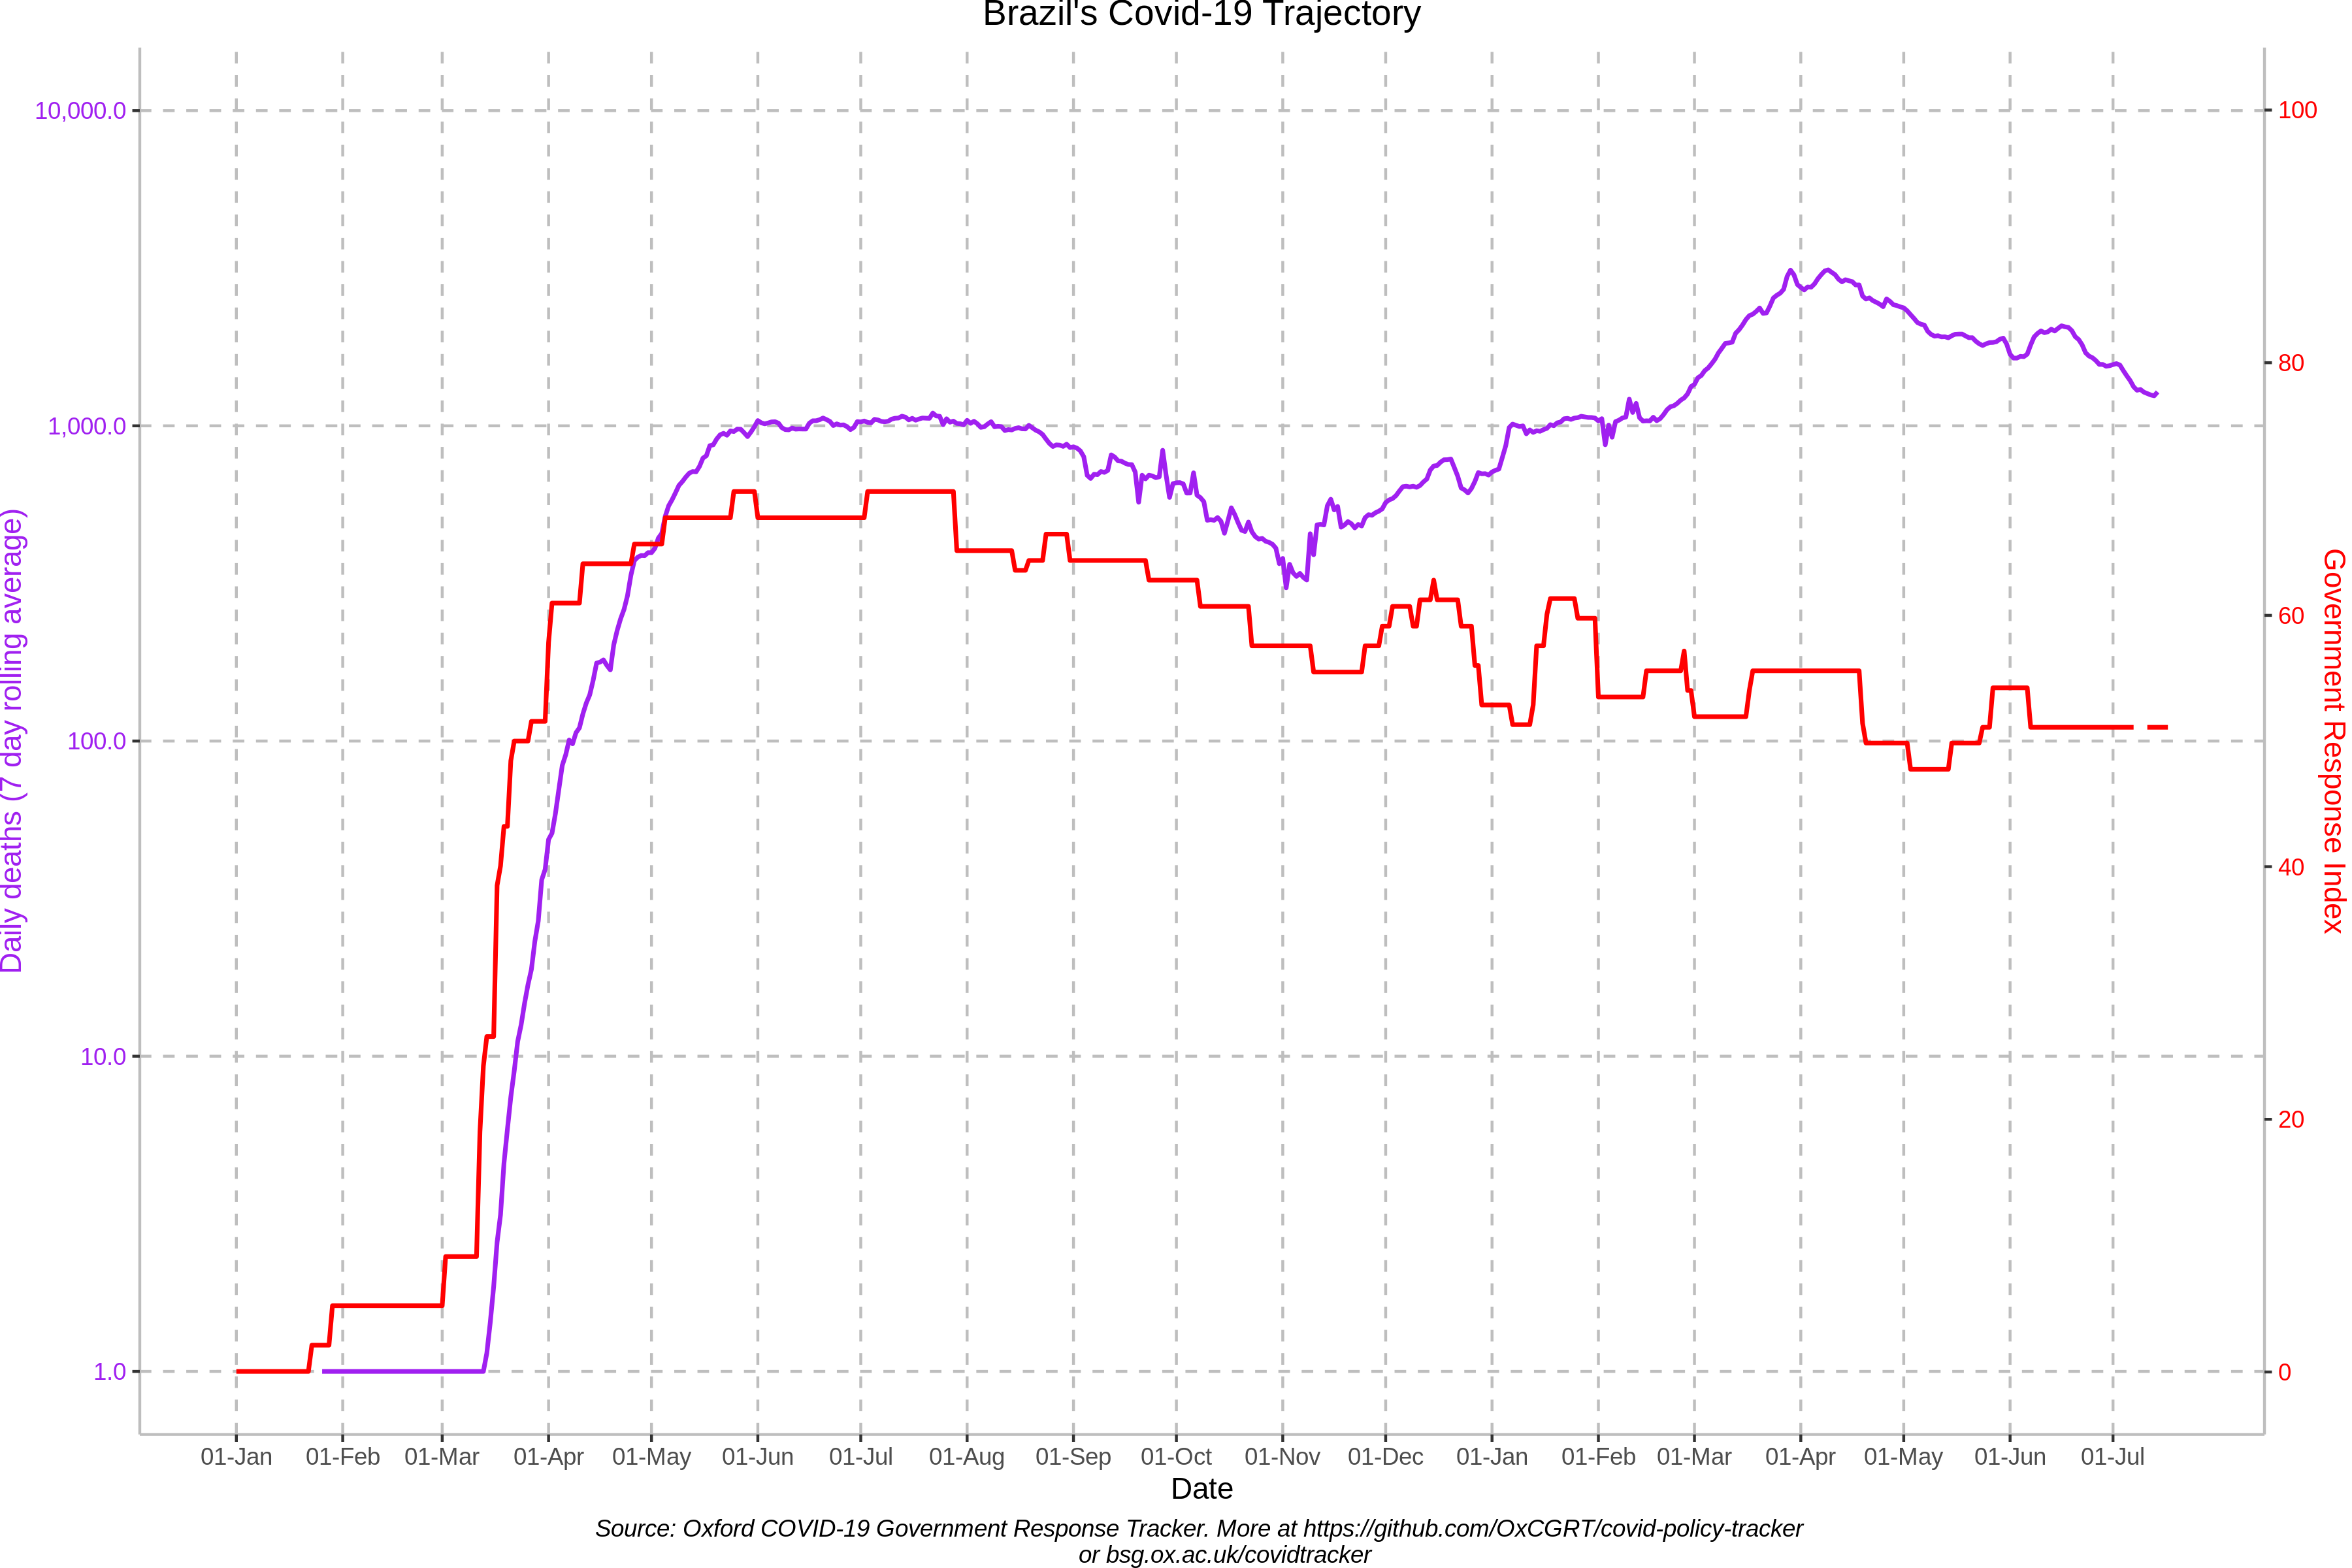 Brazil's Covid-19 Trajectory
10,000.0
1,000.0
100.0
10.0
1.0
Daily deaths (7 day rolling average)
100
80
60
40
20
0
Government Response Index
01-Jan 01-Feb 01-Mar 01-Apr 01-May 01-Jun 01-Jul 01-Aug 01-Sep 01-Oct 01-Nov 01-Dec 01-Jan 01-Feb 01-Mar 01-Apr 01-May 01-Jun 01-Jul
Date
Source: Oxford COVID-19 Government Response Tracker. More at https://github.com/OxCGRT/covid-policy-tracker
or bsg.ox.ac.uk/covidtracker